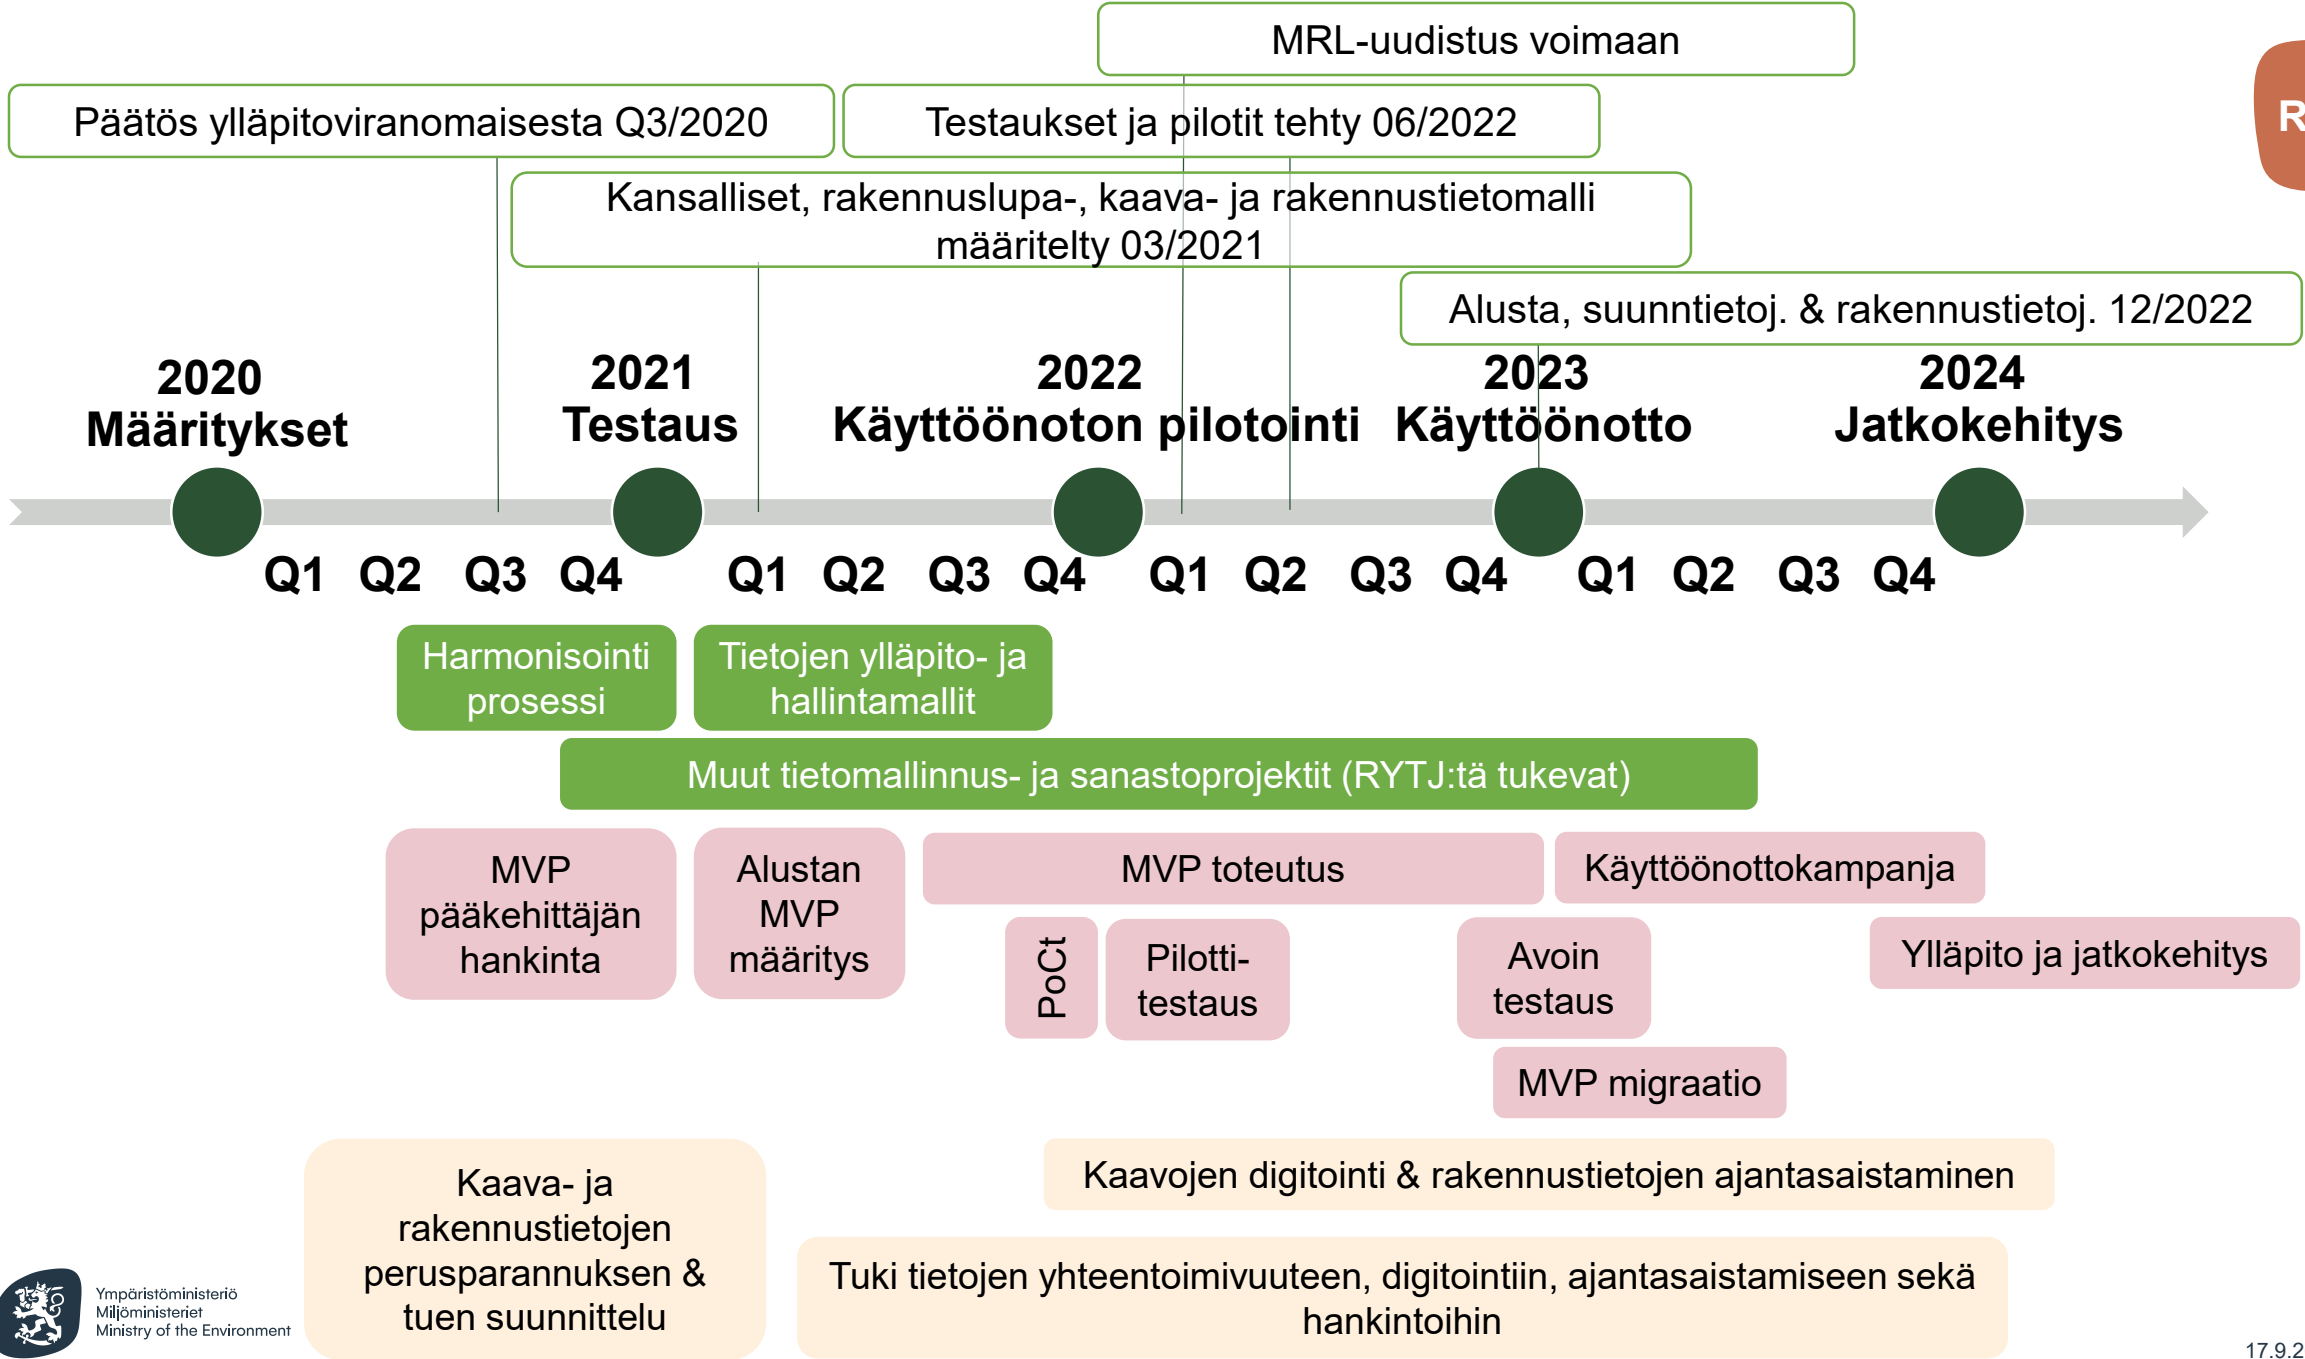 MRL-uudistus voimaan
R
Päätös ylläpitoviranomaisesta Q3/2020
Testaukset ja pilotit tehty 06/2022
Kansalliset, rakennuslupa-, kaava- ja rakennustietomalli
määritelty 03/2021
Alusta, suunntietoj. & rakennustietoj. 12/2022
2020
Määritykset
2021
Testaus
2022
Käyttöönoton pilotointi
2023
Käyttöönotto
2024
Jatkokehitys
Q1 Q2 Q3 Q4 Q1 Q2 Q3 Q4 Q1 Q2 Q3 Q4 Q1 Q2 Q3 Q4
Harmonisointi
prosessi
Tietojen ylläpito- ja
hallintamallit
Muut tietomallinnus- ja sanastoprojektit (RYTJ:tä tukevat)
MVP
pääkehittäjän
hankinta
Alustan
MVP
määritys
MVP toteutus
Käyttöönottokampanja
PoCt
Pilotti-
testaus
Avoin
testaus
Ylläpito ja jatkokehitys
MVP migraatio
Kaava- ja
rakennustietojen
perusparannuksen &
tuen suunnittelu
Kaavojen digitointi & rakennustietojen ajantasaistaminen
Tuki tietojen yhteentoimivuuteen, digitointiin, ajantasaistamiseen sekä
hankintoihin
Ympäristöministeriö
Miljöministeriet
Ministry of the Environment
17.9.2